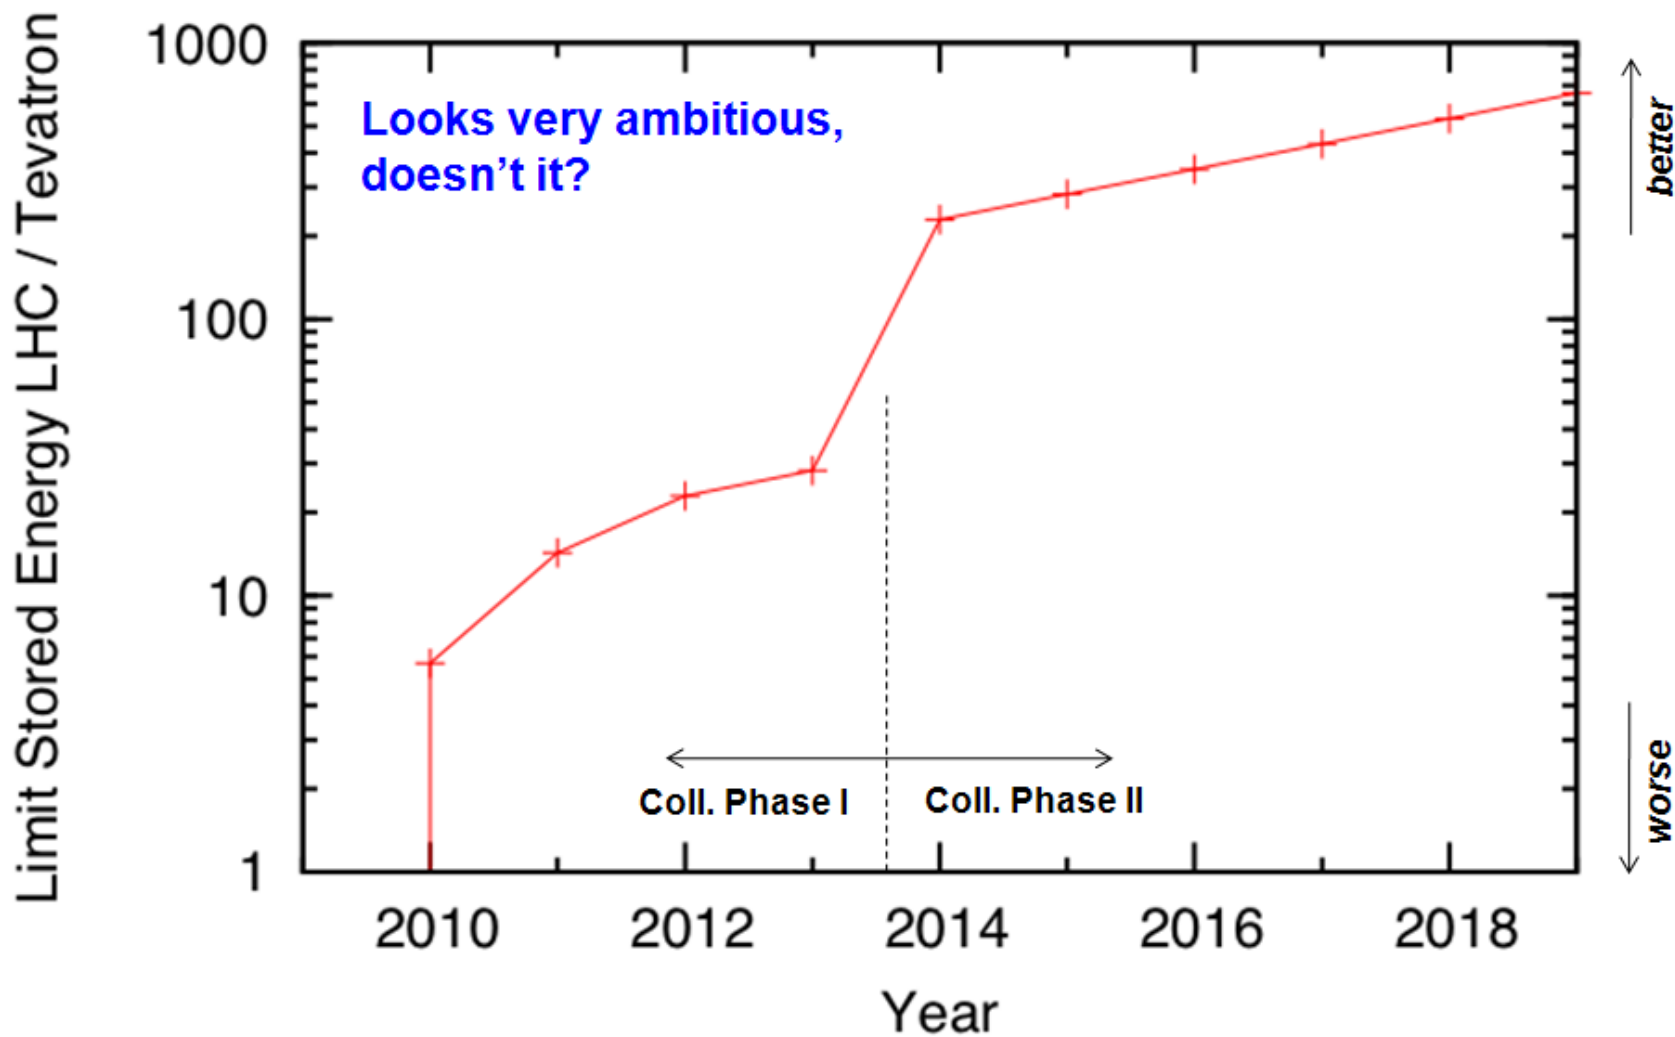 Limit Stored Energy LHC / Tevatron
1000
100
10
1
Looks very ambitious,
doesn’t it?
better
worse
Coll. Phase I
Coll. Phase II
2010
2012
2014
2016
2018
Year